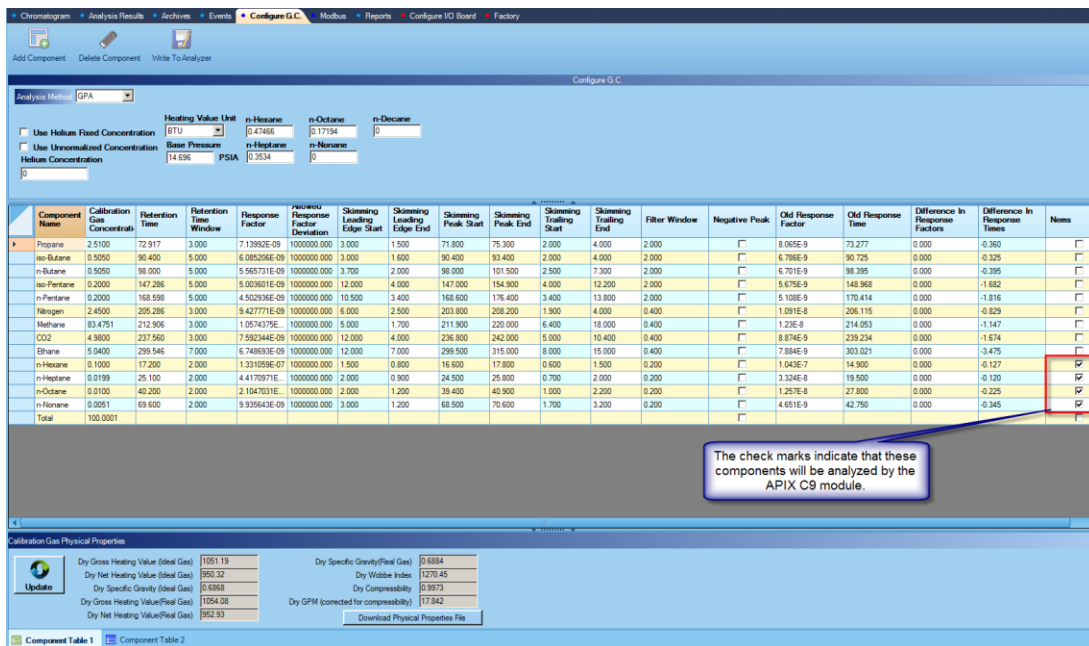 Chromatogram Analysis Results Archives Events Configure G.C. Modbus Reports Configure I/O Board Factory
Add Component Delete Component Write To Analyzer
Configure G.C.
Analysis Method GPA
Heating Value Unit n-Hexane n-Octane n-Decane
Use Helium Fixed Concentration BTU 0.47466 0.17194 0
Use Unnormalized Concentration Base Pressure n-Heptane n-Nonane
Helium Concentration 14.696 PSIA 0.3534 0
0
Component Name Calibration Gas Concentrati Retention Time Retention Time Window Response Factor Allowed Response Factor Deviation Skimming Leading Edge Start Skimming Leading Edge End Skimming Peak Start Skimming Peak End Skimming Trailing Start Skimming Trailing End Filter Window Negative Peak Old Response Factor Old Response Time Difference In Response Factors Difference In Response Times Nems
Propane 2.5100 72.917 3.000 7.13992E-09 1000000.000 3.000 1.500 71.800 75.300 2.000 4.000 2.000 8.065E-9 73.277 0.000 -0.360
iso-Butane 0.5050 90.400 5.000 6.085206E-09 1000000.000 3.000 1.600 90.400 93.400 2.000 4.000 2.000 6.786E-9 90.725 0.000 -0.325
n-Butane 0.5050 98.000 5.000 5.565731E-09 1000000.000 3.700 2.000 98.000 101.500 2.500 7.300 2.000 6.701E-9 98.395 0.000 -0.395
iso-Pentane 0.2000 147.286 5.000 5.003601E-09 1000000.000 12.000 4.000 147.000 154.900 4.000 12.200 2.000 5.675E-9 148.968 0.000 -1.682
n-Pentane 0.2000 168.598 5.000 4.502936E-09 1000000.000 10.500 3.400 168.600 176.400 3.400 13.800 2.000 5.108E-9 170.414 0.000 -1.816
Nitrogen 2.4500 205.286 3.000 9.427771E-09 1000000.000 6.000 2.500 203.800 208.200 1.900 4.000 0.400 1.091E-8 206.115 0.000 -0.829
Methane 83.4751 212.906 3.000 1.0574375E... 1000000.000 5.000 1.700 211.900 220.000 6.400 18.000 0.400 1.23E-8 214.053 0.000 -1.147
CO2 4.9800 237.560 3.000 7.592344E-09 1000000.000 12.000 4.000 236.800 242.000 5.000 10.400 0.400 8.874E-9 239.234 0.000 -1.674
Ethane 5.0400 299.546 7.000 6.748693E-09 1000000.000 12.000 7.000 299.500 315.000 8.000 15.000 0.400 7.884E-9 303.021 0.000 -3.475
n-Hexane 0.1000 17.200 2.000 1.331059E-07 1000000.000 1.500 0.800 16.600 17.800 0.600 1.500 0.200 1.043E-7 14.900 0.000 -0.127
n-Heptane 0.0199 25.100 2.000 4.4170971E... 1000000.000 2.000 0.900 24.500 25.800 0.700 2.000 0.200 3.324E-8 19.500 0.000 -0.120
n-Octane 0.0100 40.200 2.000 2.1047031E... 1000000.000 2.000 1.200 39.400 40.900 1.000 2.200 0.200 1.257E-8 27.800 0.000 -0.225
n-Nonane 0.0051 69.600 2.000 9.935643E-09 1000000.000 3.000 1.200 68.500 70.600 1.700 3.200 0.200 4.651E-9 42.750 0.000 -0.345
Total 100.0001
The check marks indicate that these
components will be analyzed by the
APIX C9 module.
Calibration Gas Physical Properties
Update
Dry Gross Heating Value (Ideal Gas) 1051.19 Dry Specific Gravity(Real Gas) 0.6884
Dry Net Heating Value (Ideal Gas) 950.32 Dry Wobbe Index 1270.45
Dry Specific Gravity (Ideal Gas) 0.6868 Dry Compressibility 0.9973
Dry Gross Heating Value(Real Gas) 1054.08 Dry GPM (corrected for compressibility) 17.842
Dry Net Heating Value(Real Gas) 952.93 Download Physical Properties File
Component Table 1 Component Table 2